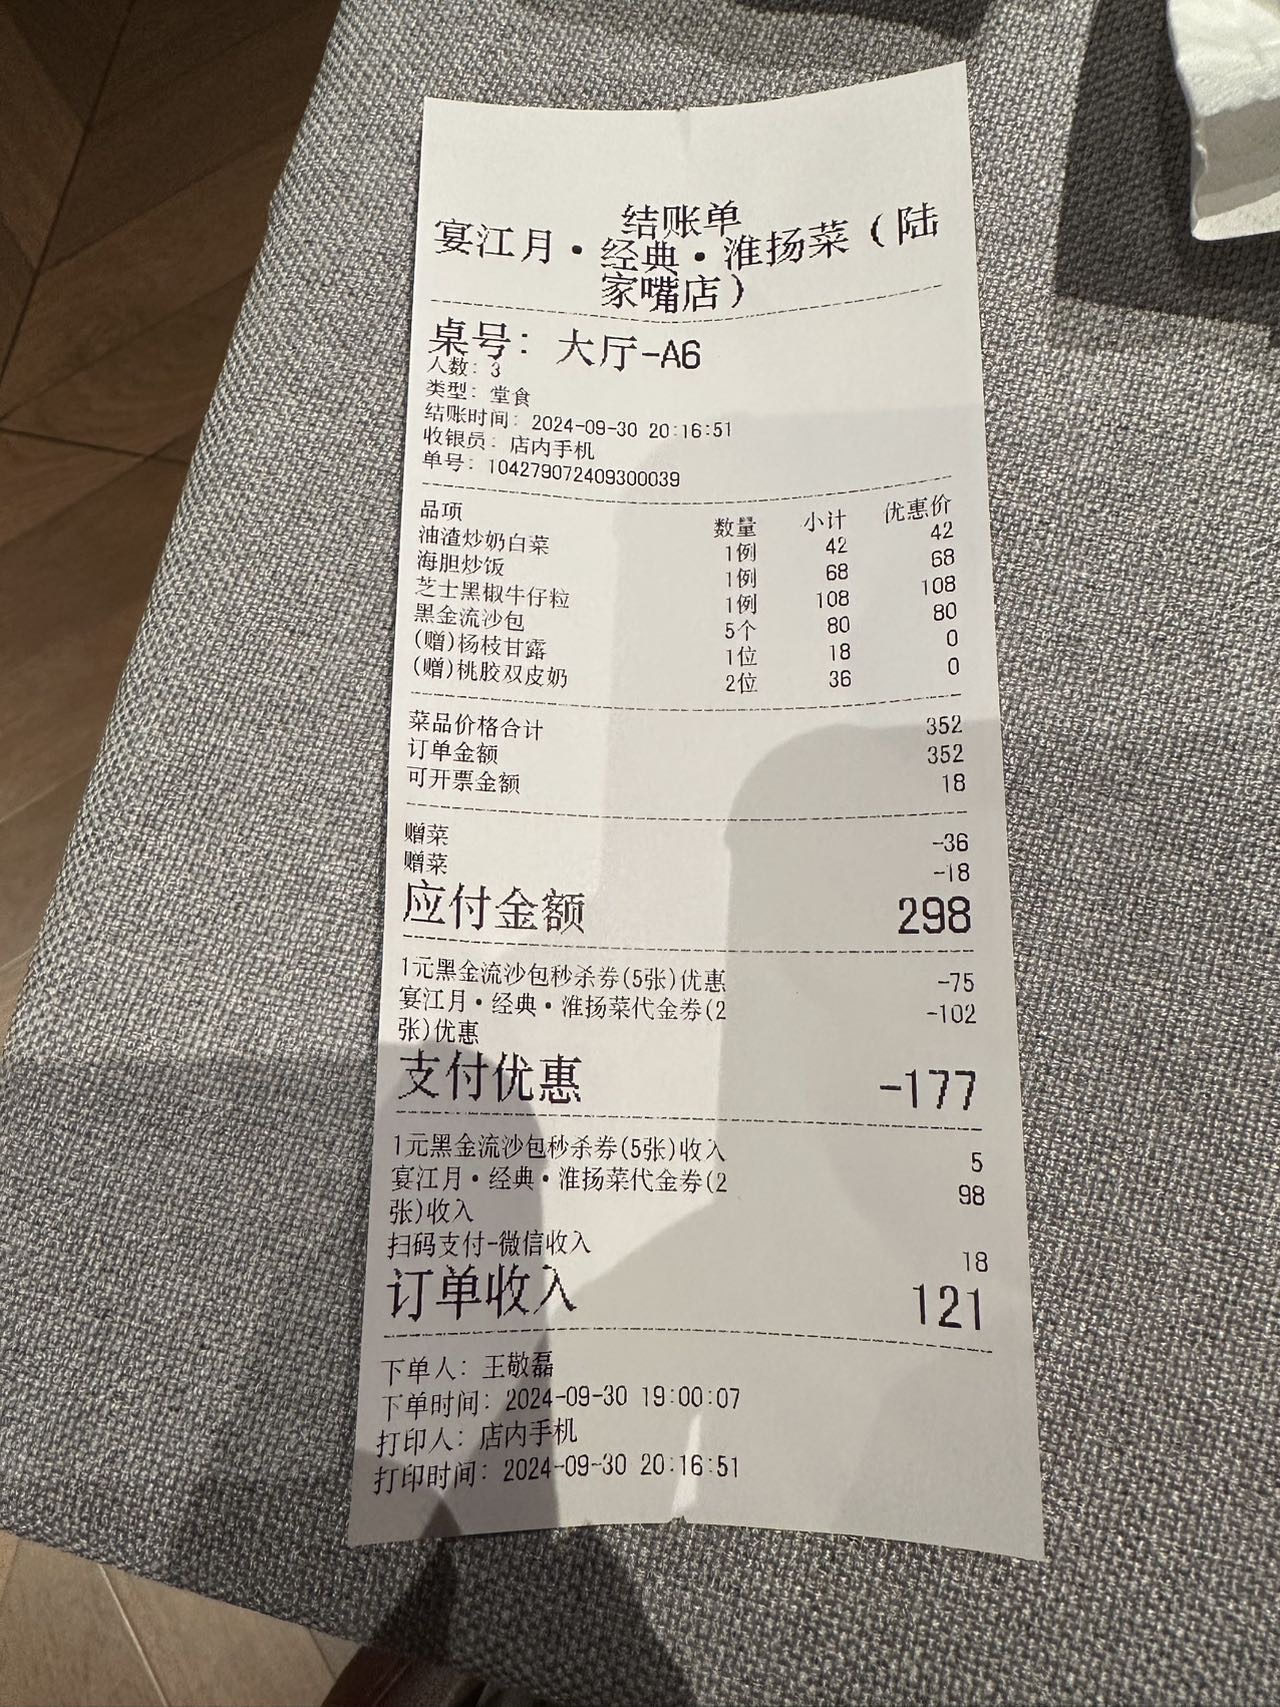 结账单
宴江月·经典·淮扬菜（陆
家嘴店）
桌号: 大厅-A6
人数: 3
类型: 堂食
结账时间: 2024-09-30 20:16:51
收银员: 店内手机
单号: 104279072409300039
品项 数量 小计 优惠价
油渣炒奶白菜 1例 42 42
海胆炒饭 1例 68 68
芝士黑椒牛仔粒 1例 108 108
黑金流沙包 5个 80 80
(赠)杨枝甘露 1位 18 0
(赠)桃胶双皮奶 2位 36 0
菜品价格合计 352
订单金额 352
可开票金额 18
赠菜 -36
赠菜 -18
应付金额 298
1元黑金流沙包秒杀券(5张)优惠 -75
宴江月·经典·淮扬菜代金券(2 -102
张)优惠
支付优惠 -177
1元黑金流沙包秒杀券(5张)收入 5
宴江月·经典·淮扬菜代金券(2 98
张)收入
扫码支付-微信收入 18
订单收入 121
下单人: 王敬磊
下单时间: 2024-09-30 19:00:07
打印人: 店内手机
打印时间: 2024-09-30 20:16:51